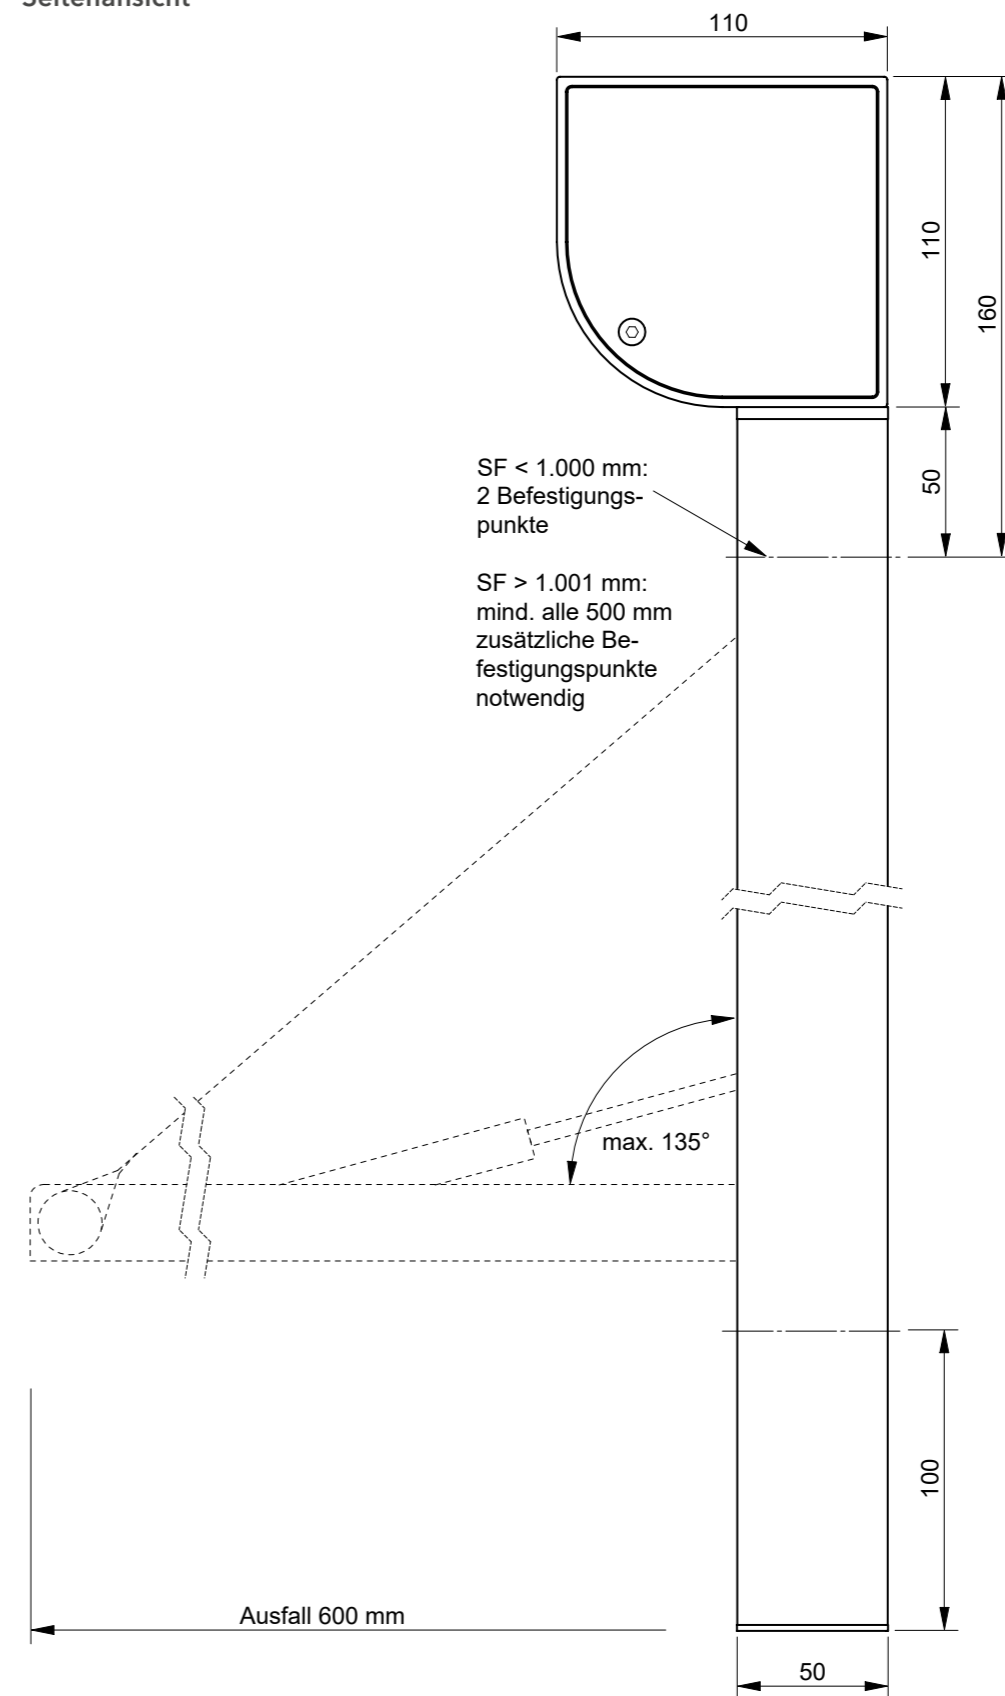 Seitenansicht
110
110
160
50
SF < 1.000 mm:
2 Befestigungs-
punkte
SF > 1.001 mm:
mind. alle 500 mm
zusätzliche Be-
festigungspunkte
notwendig
max. 135°
100
Ausfall 600 mm
50